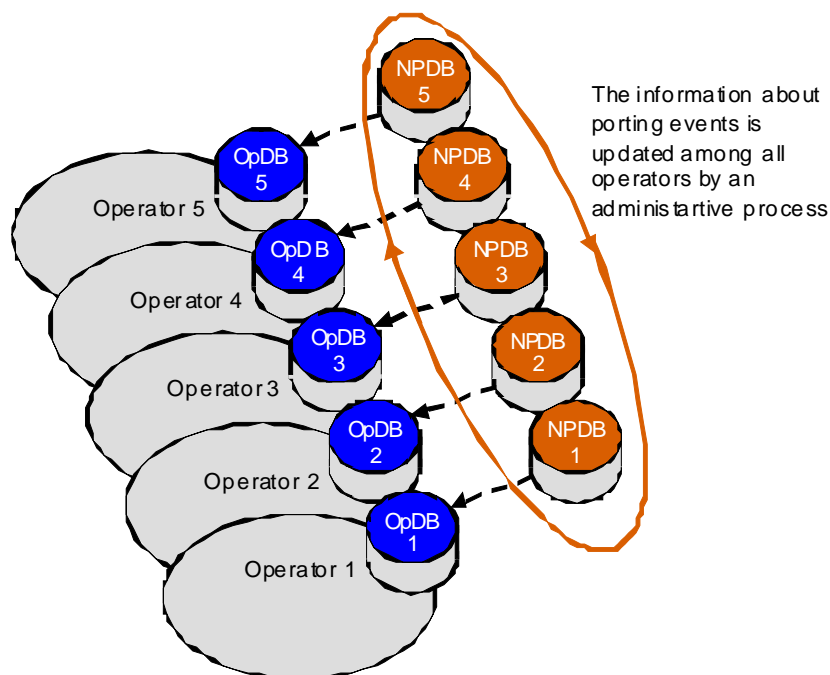 NPDB
5
The information about
porting events is
updated among all
operators by an
administartive process
OpDB
5
NPDB
4
Operator 5
OpDB
4
NPDB
3
Operator 4
OpDB
3
NPDB
2
Operator 3
OpDB
2
NPDB
1
Operator 2
OpDB
1
Operator 1